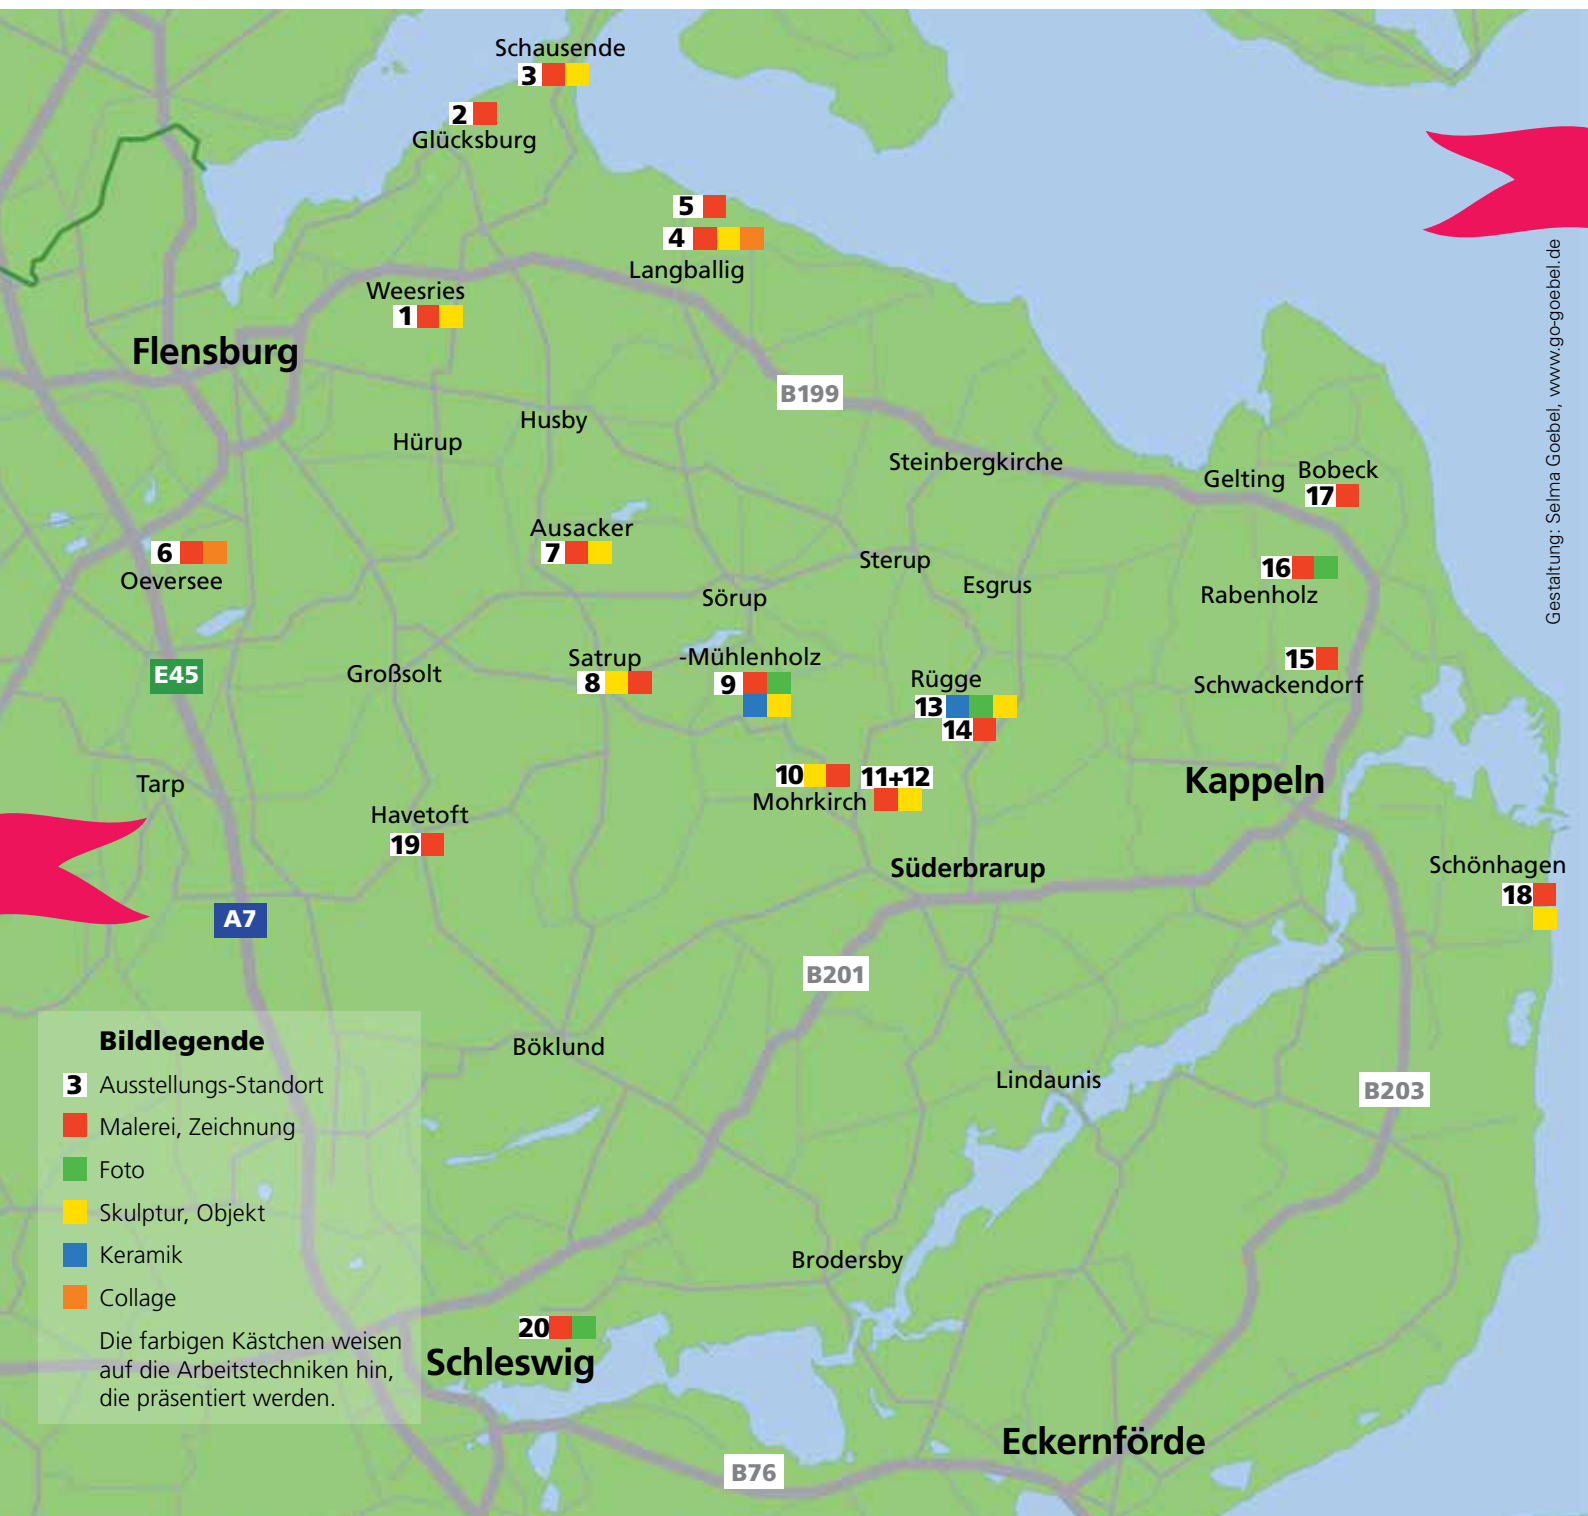 Schausende
3
2
Glücksburg
5
4
Langballig
Weesries
1
Flensburg
B199
Husby
Hürup
Steinbergkirche
Gelting
Bobeck
17
Ausacker
7
6
Oeversee
Sterup
Esgrus
16
Rabenholz
Sörup
E45
Großsolt
Satrup
8
-Mühlenholz
9
Rügge
13
14
15
Schwackendorf
Tarp
10
Mohrkirch
11+12
Kappeln
Havetoft
19
Süderbrarup
Schönhagen
18
A7
B201
Böklund
Lindaunis
B203
Brodersby
20
Schleswig
Eckernförde
B76
Bildlegende
3 Ausstellungs-Standort
Malerei, Zeichnung
Foto
Skulptur, Objekt
Keramik
Collage
Die farbigen Kästchen weisen
auf die Arbeitstechniken hin,
die präsentiert werden.
Gestaltung: Selma Goebel, www.go-goebel.de